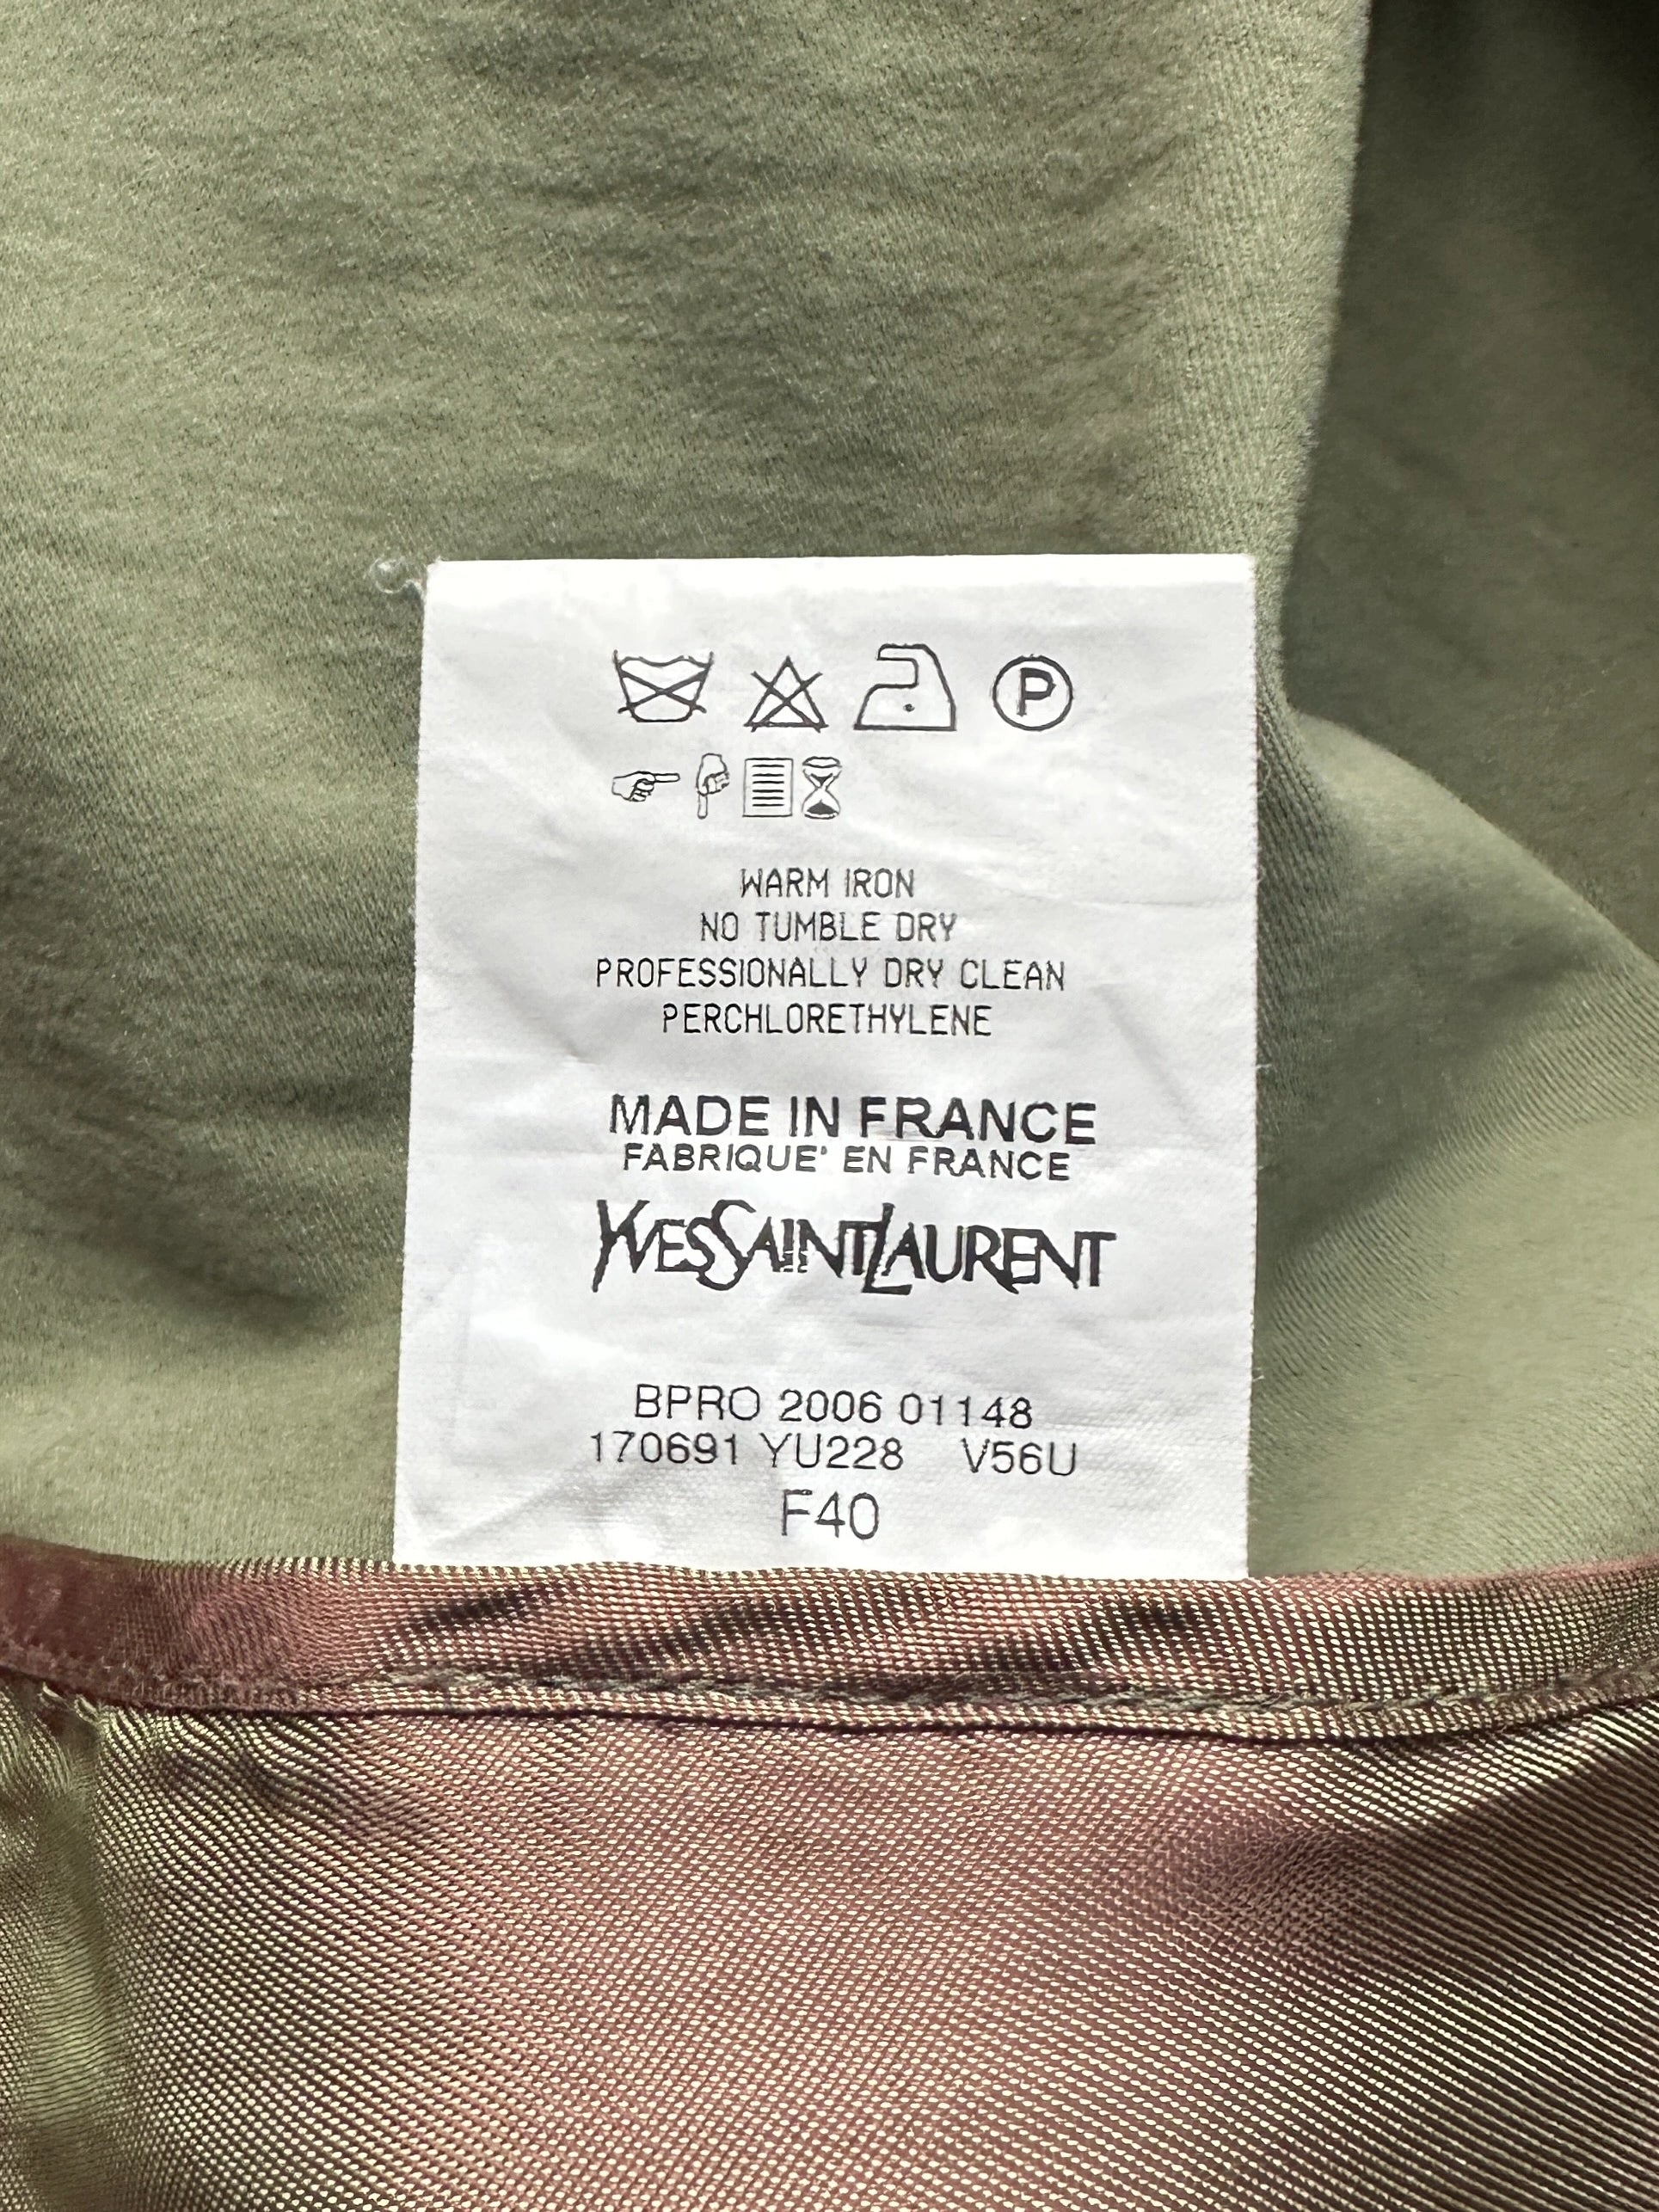 P
WARM IRON
NO TUMBLE DRY
PROFESSIONALLY DRY CLEAN
PERCHLORETHYLENE
MADE IN FRANCE
FABRIQUE' EN FRANCE
YVESSAINTLAURENT
BPRO 2006 01148
170691 YU228 V56U
F40